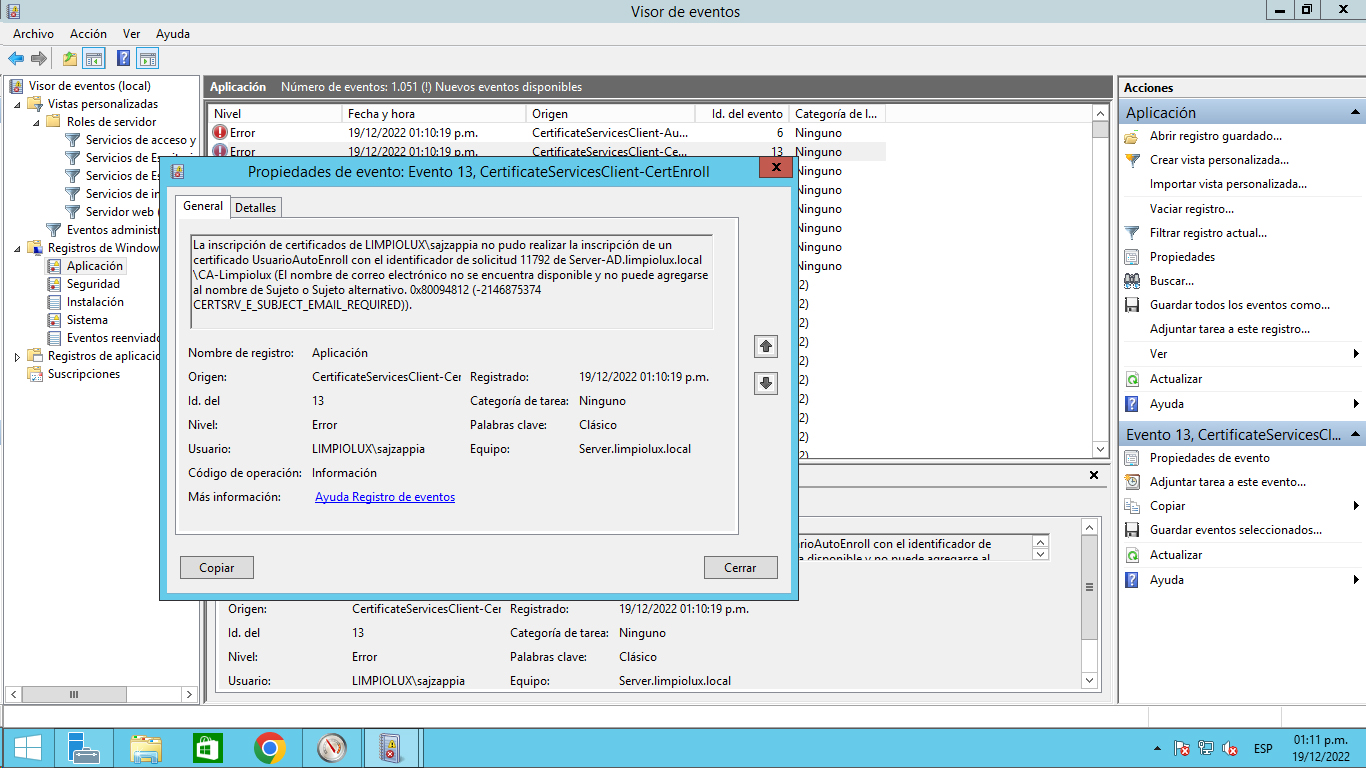 Visor de eventos
Archivo Acción Ver Ayuda
Visor de eventos (local)
Vistas personalizadas
Roles de servidor
Servicios de acceso y
Servicios de Es
Servicios de Es
Servicios de in
Servidor web (
Eventos administ
Registros de Window
Aplicación
Seguridad
Instalación
Sistema
Eventos reenviado
Registros de aplicacio
Suscripciones
Aplicación Número de eventos: 1.051 (!) Nuevos eventos disponibles
Nivel Fecha y hora Origen Id. del evento Categoría de l...
Error 19/12/2022 01:10:19 p.m. CertificateServicesClient-Au... 6 Ninguno
Error 19/12/2022 01:10:19 p.m. CertificateServicesClient-Ce... 13 Ninguno
Ninguno
Ninguno
Ninguno
Ninguno
Ninguno
Ninguno
2)
2)
2)
2)
2)
2)
2)
2)
2)
2)
Propiedades de evento: Evento 13, CertificateServicesClient-CertEnroll
General Detalles
La inscripción de certificados de LIMPIOLUX\sajzappia no pudo realizar la inscripción de un
certificado UsuarioAutoEnroll con el identificador de solicitud 11792 de Server-AD.limpiolux.local
\CA-Limpiolux (El nombre de correo electrónico no se encuentra disponible y no puede agregarse
al nombre de Sujeto o Sujeto alternativo. 0x80094812 (-2146875374
CERTSRV_E_SUBJECT_EMAIL_REQUIRED)).
Nombre de registro: Aplicación
Origen: CertificateServicesClient-Cer Registrado: 19/12/2022 01:10:19 p.m.
Id. del 13 Categoría de tarea: Ninguno
Nivel: Error Palabras clave: Clásico
Usuario: LIMPIOLUX\sajzappia Equipo: Server.limpiolux.local
Código de operación: Información
Más información: Ayuda Registro de eventos
Copiar Cerrar
rioAutoEnroll con el identificador de
disponible y no puede agregarse al
Origen: CertificateServicesClient-Cer Registrado: 19/12/2022 01:10:19 p.m.
Id. del 13 Categoría de tarea: Ninguno
Nivel: Error Palabras clave: Clásico
Usuario: LIMPIOLUX\sajzappia Equipo: Server.limpiolux.local
Acciones
Aplicación
Abrir registro guardado...
Crear vista personalizada...
Importar vista personalizada...
Vaciar registro...
Filtrar registro actual...
Propiedades
Buscar...
Guardar todos los eventos como...
Adjuntar tarea a este registro...
Ver
Actualizar
Ayuda
Evento 13, CertificateServicesCl...
Propiedades de evento
Adjuntar tarea a este evento...
Copiar
Guardar eventos seleccionados...
Actualizar
Ayuda
ESP
01:11 p.m.
19/12/2022